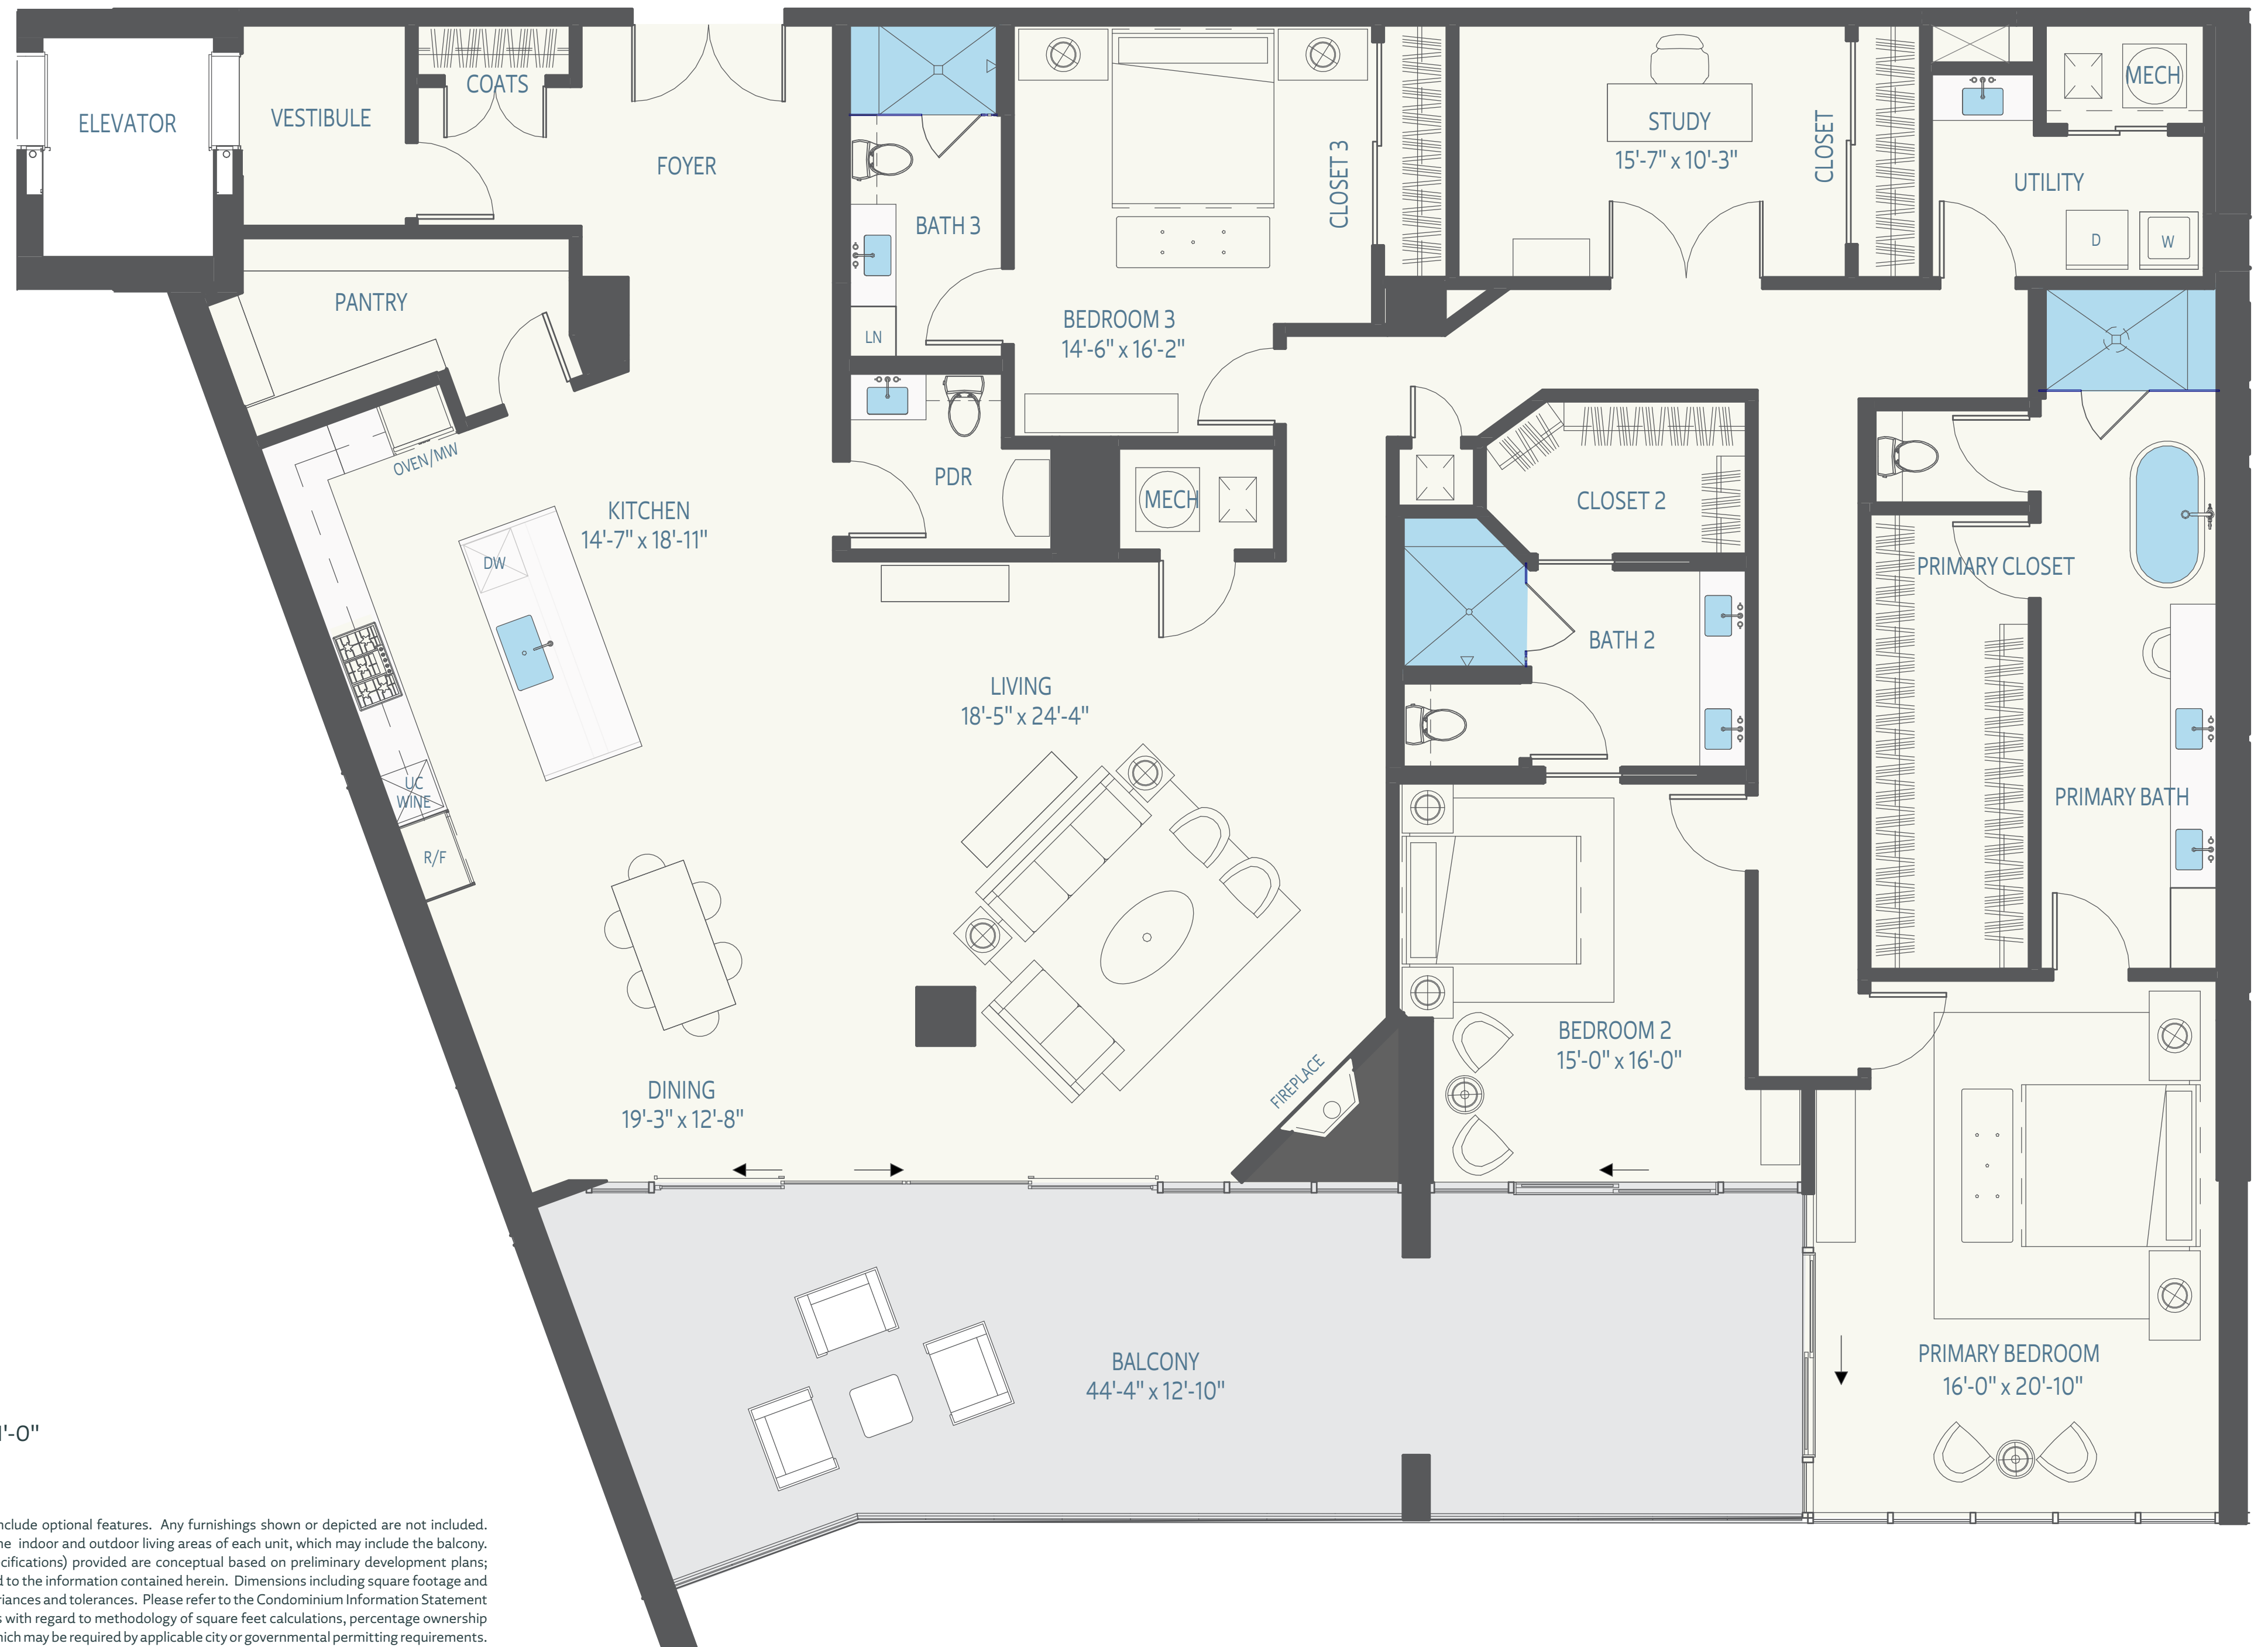 ELEVATOR
VESTIBULE
COATS
FOYER
BATH 3
LN
BEDROOM 3
14'-6" x 16'-2"
CLOSET 3
STUDY
15'-7" x 10'-3"
CLOSET
MECH
UTILITY
D
W
PANTRY
OVEN/MW
KITCHEN
14'-7" x 18'-11"
DW
PDR
MECH
CLOSET 2
PRIMARY CLOSET
BATH 2
LIVING
18'-5" x 24'-4"
UC
WINE
R/F
PRIMARY BATH
DINING
19'-3" x 12'-8"
FIREPLACE
BEDROOM 2
15'-0" x 16'-0"
BALCONY
44'-4" x 12'-10"
PRIMARY BEDROOM
16'-0" x 20'-10"
'-0"
include optional features. Any furnishings shown or depicted are not included.
indoor and outdoor living areas of each unit, which may include the balcony.
provided are conceptual based on preliminary development plans;
to the information contained herein. Dimensions including square footage and
and tolerances. Please refer to the Condominium Information Statement
with regard to methodology of square feet calculations, percentage ownership
which may be required by applicable city or governmental permitting requirements.